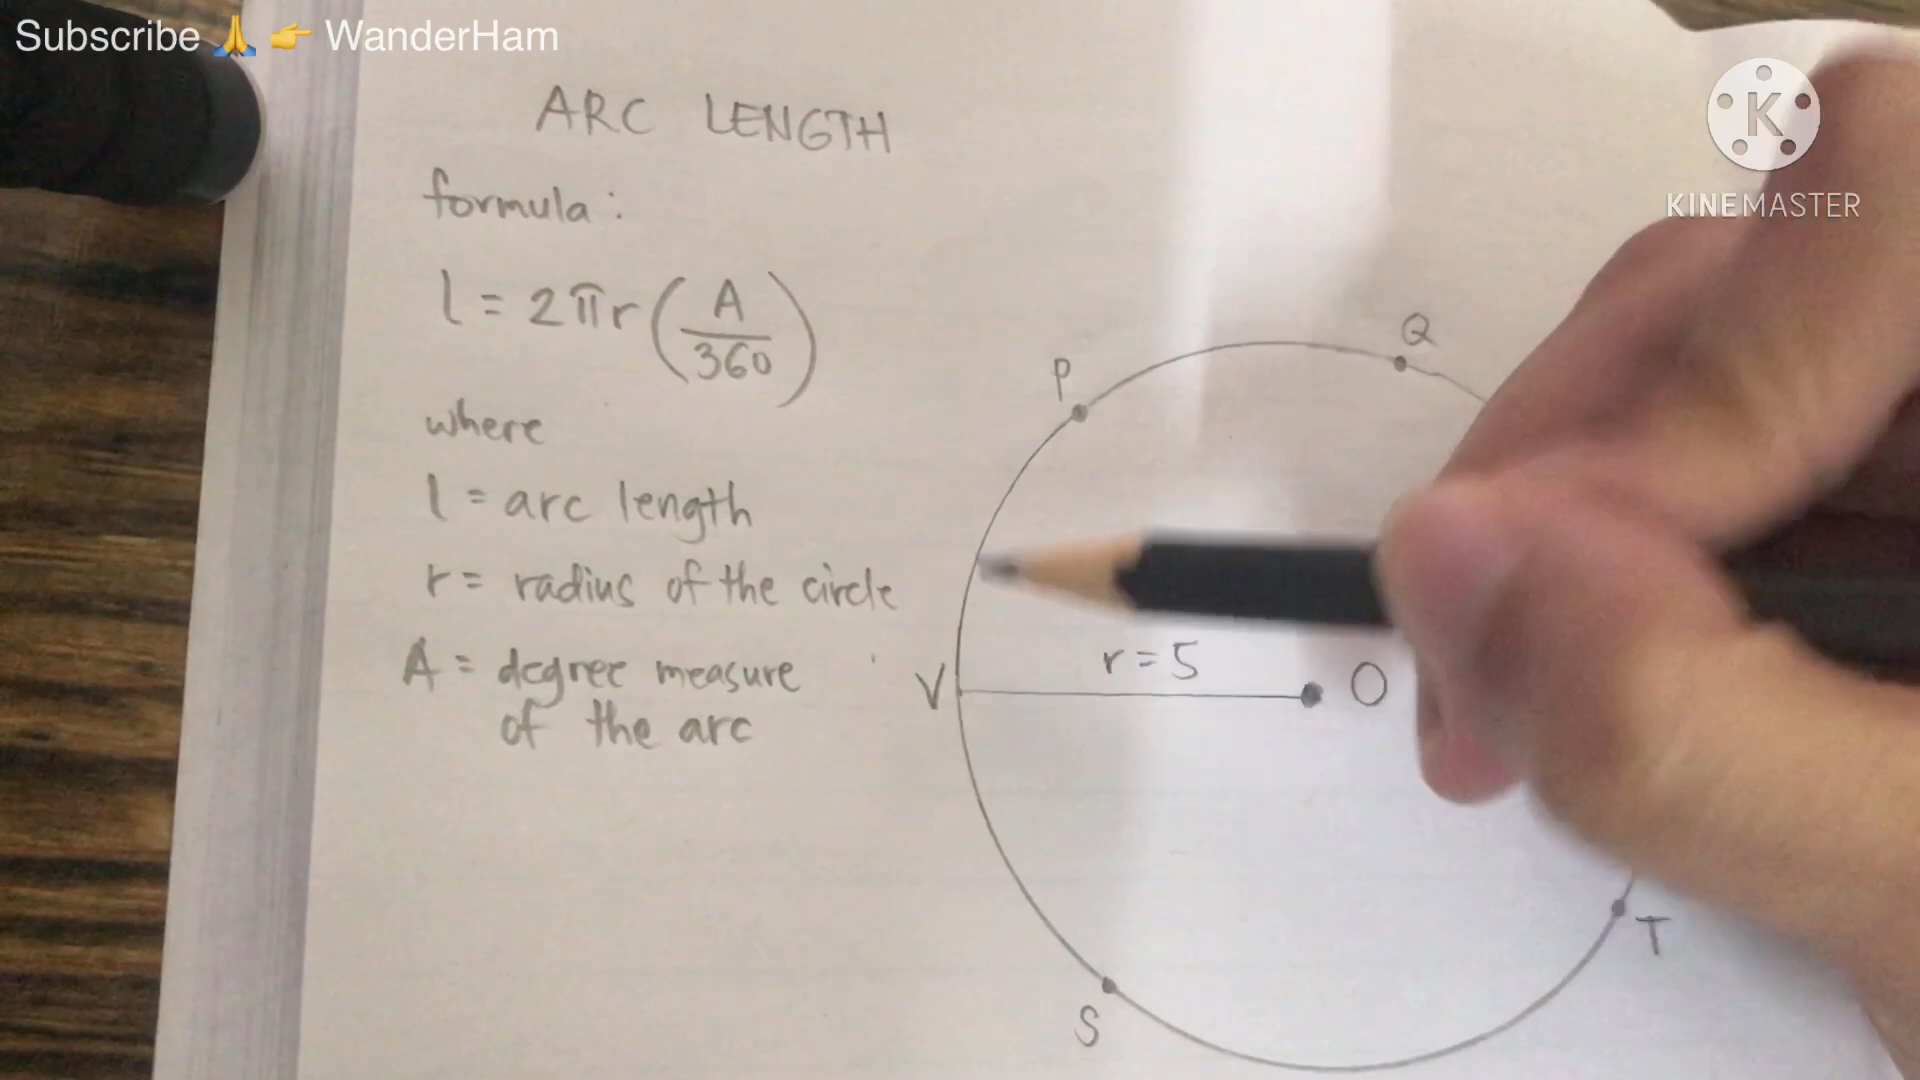 Subscribe 🙏 👉 WanderHam
K
KINEMASTER
ARC LENGTH
formula:
l = 2πr(A/360)
where
l = arc length
r = radius of the circle
A = degree measure
of the arc
P
Q
r = 5
V
O
T
S